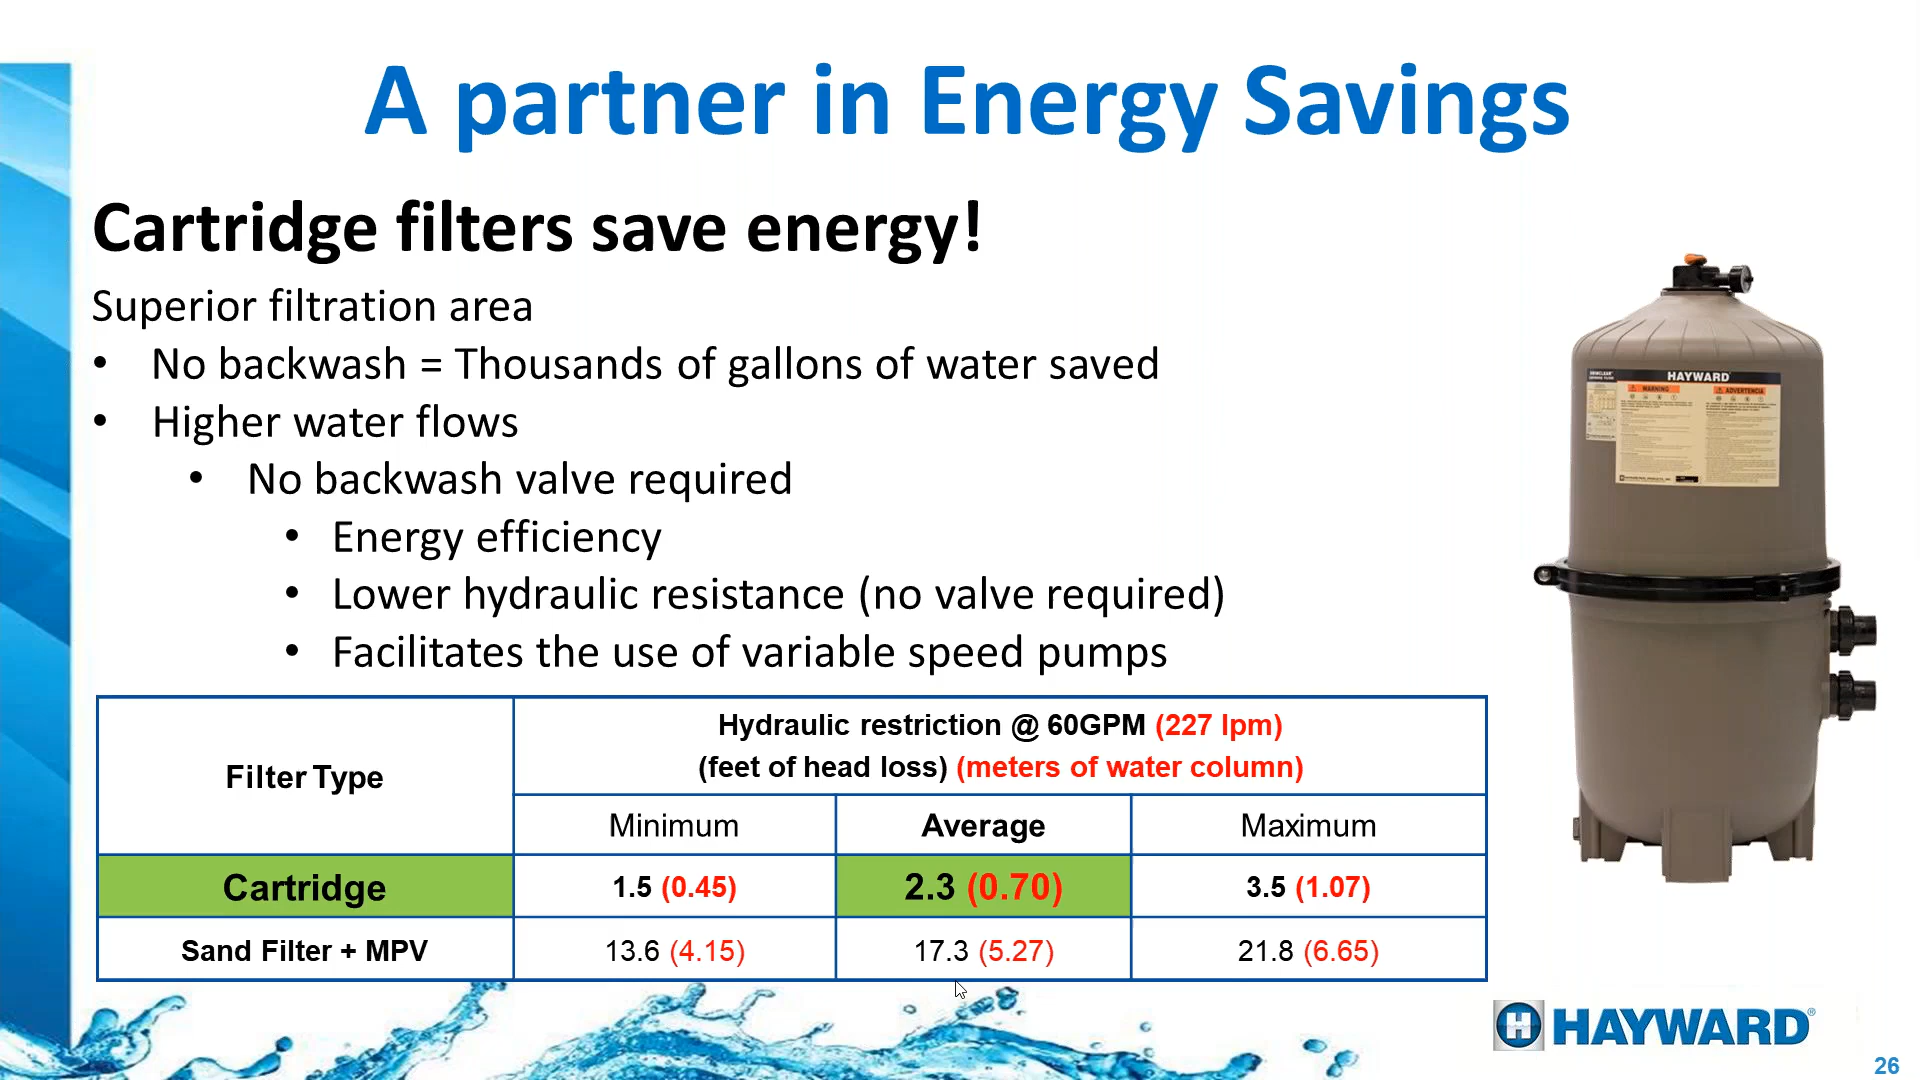 A partner in Energy Savings
Cartridge filters save energy!
Superior filtration area
• No backwash = Thousands of gallons of water saved
• Higher water flows
• No backwash valve required
• Energy efficiency
• Lower hydraulic resistance (no valve required)
• Facilitates the use of variable speed pumps
HAYWARD
WARNING
ADVERTENCIA
Filter Type
Hydraulic restriction @ 60GPM (227 lpm)
(feet of head loss) (meters of water column)
Minimum
Average
Maximum
Cartridge
1.5 (0.45)
2.3 (0.70)
3.5 (1.07)
Sand Filter + MPV
13.6 (4.15)
17.3 (5.27)
21.8 (6.65)
H HAYWARD®
26